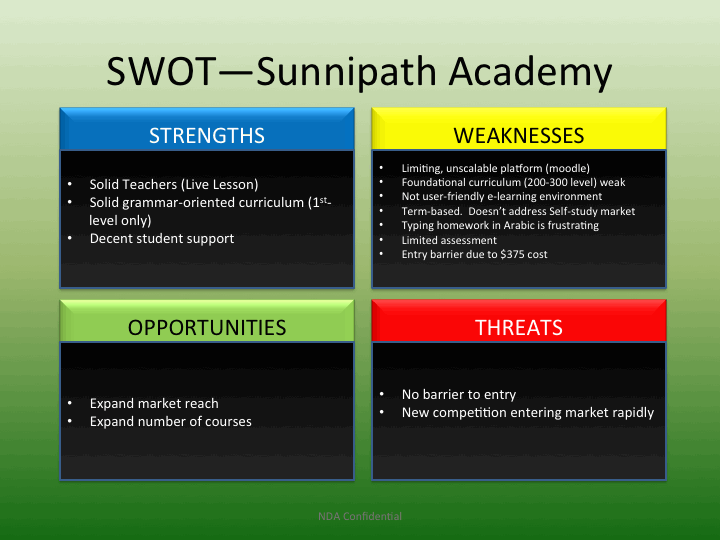 SWOT—Sunnipath Academy
STRENGTHS
• Solid Teachers (Live Lesson)
• Solid grammar-oriented curriculum (1st-
level only)
• Decent student support
WEAKNESSES
• Limiting, unscalable platform (moodle)
• Foundational curriculum (200-300 level) weak
• Not user-friendly e-learning environment
• Term-based. Doesn't address Self-study market
• Typing homework in Arabic is frustrating
• Limited assessment
• Entry barrier due to $375 cost
OPPORTUNITIES
• Expand market reach
• Expand number of courses
THREATS
• No barrier to entry
• New competition entering market rapidly
NDA Confidential